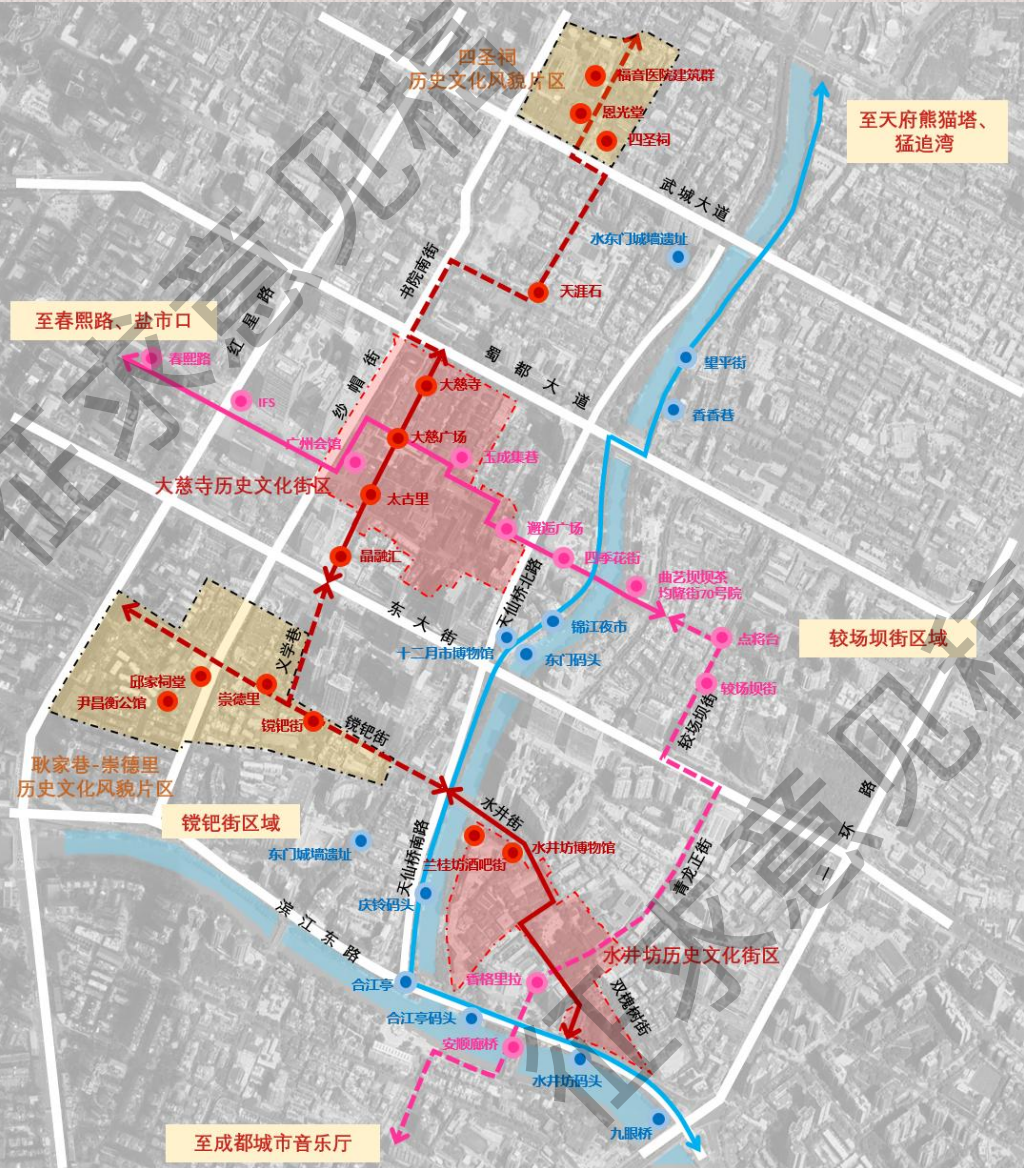 四圣祠
历史文化风貌片区
福音医院建筑群
恩光堂
四圣祠
至天府熊猫塔、
猛追湾
武城大道
水东门城墙遗址
书院南街
天涯石
至春熙路、盐市口
红星路
春熙路
IFS
纱帽街
蜀都大道
望平街
香香巷
大慈寺
大慈广场
广州会馆
玉成集巷
大慈寺历史文化街区
太古里
邂逅广场
晶融汇
四季花街
天仙桥北路
曲艺坝坝茶
均隆街70号院
东大街
锦江夜市
十二月市博物馆
东门码头
点将台
较场坝街区域
较场坝街
较场坝街
义学巷
邱家祠堂
尹昌衡公馆
崇德里
镋钯街
镋钯街
耿家巷-崇德里
历史文化风貌片区
镋钯街区域
水井街
东门城墙遗址
天仙桥南路
兰桂坊酒吧街
水井坊博物馆
青龙正街
一环路
庆铃码头
滨江东路
水井坊历史文化街区
合江亭
香格里拉
双槐树街
合江亭码头
安顺廊桥
水井坊码头
九眼桥
至成都城市音乐厅
征求意见稿
征求意见稿